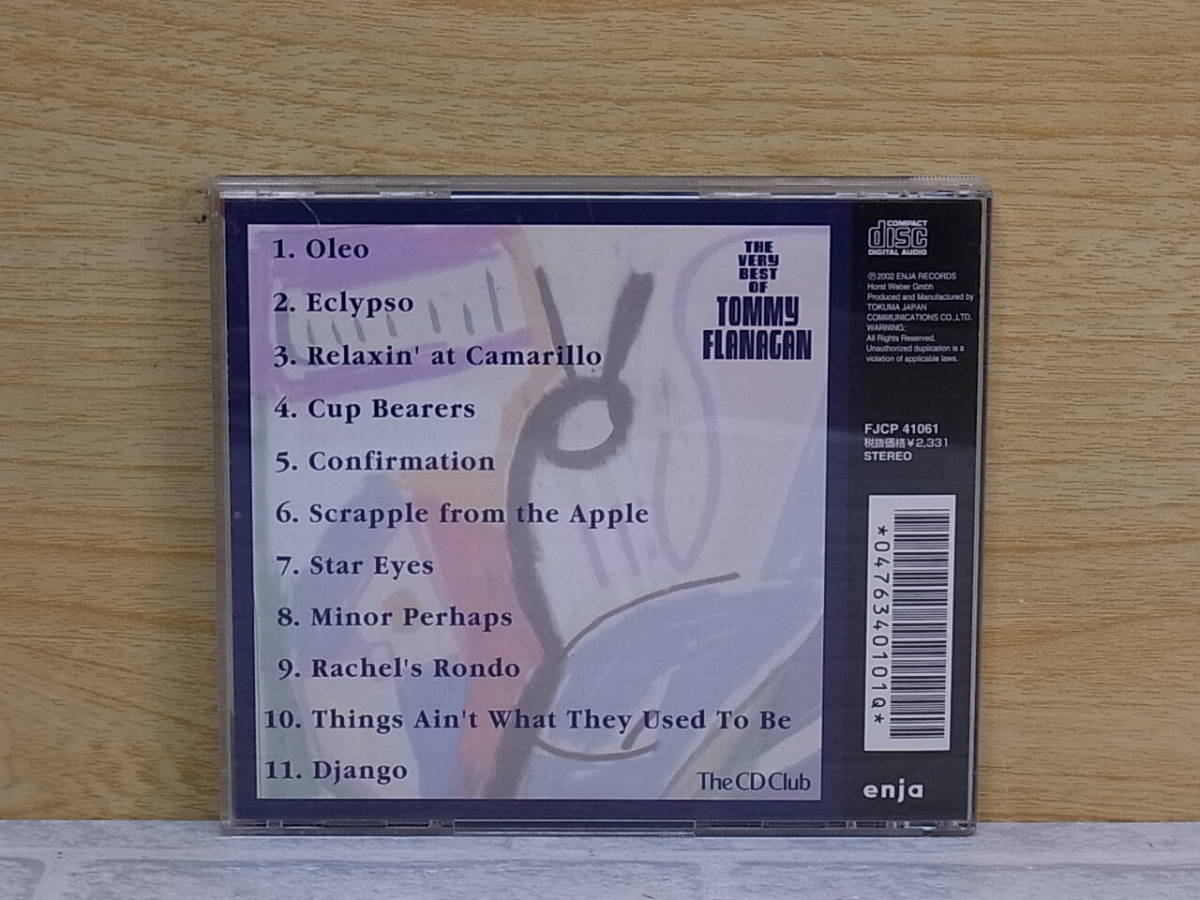 1. Oleo
2. Eclypso
3. Relaxin' at Camarillo
4. Cup Bearers
5. Confirmation
6. Scrapple from the Apple
7. Star Eyes
8. Minor Perhaps
9. Rachel's Rondo
10. Things Ain't What They Used To Be
11. Django
THE
VERY
BEST
OF
TOMMY
FLANAGAN
The CD Club
COMPACT
disc
DIGITAL AUDIO
℗2002 ENJA RECORDS
Horst Weber Gmbh
Produced and Manufactured by
TOKUMA JAPAN
COMMUNICATIONS CO.,LTD.
WARNING:
All Rights Reserved.
Unauthorized duplication is a
violation of applicable laws.
FJCP 41061
税抜価格¥2,331
STEREO
*0476340101Q*
enja